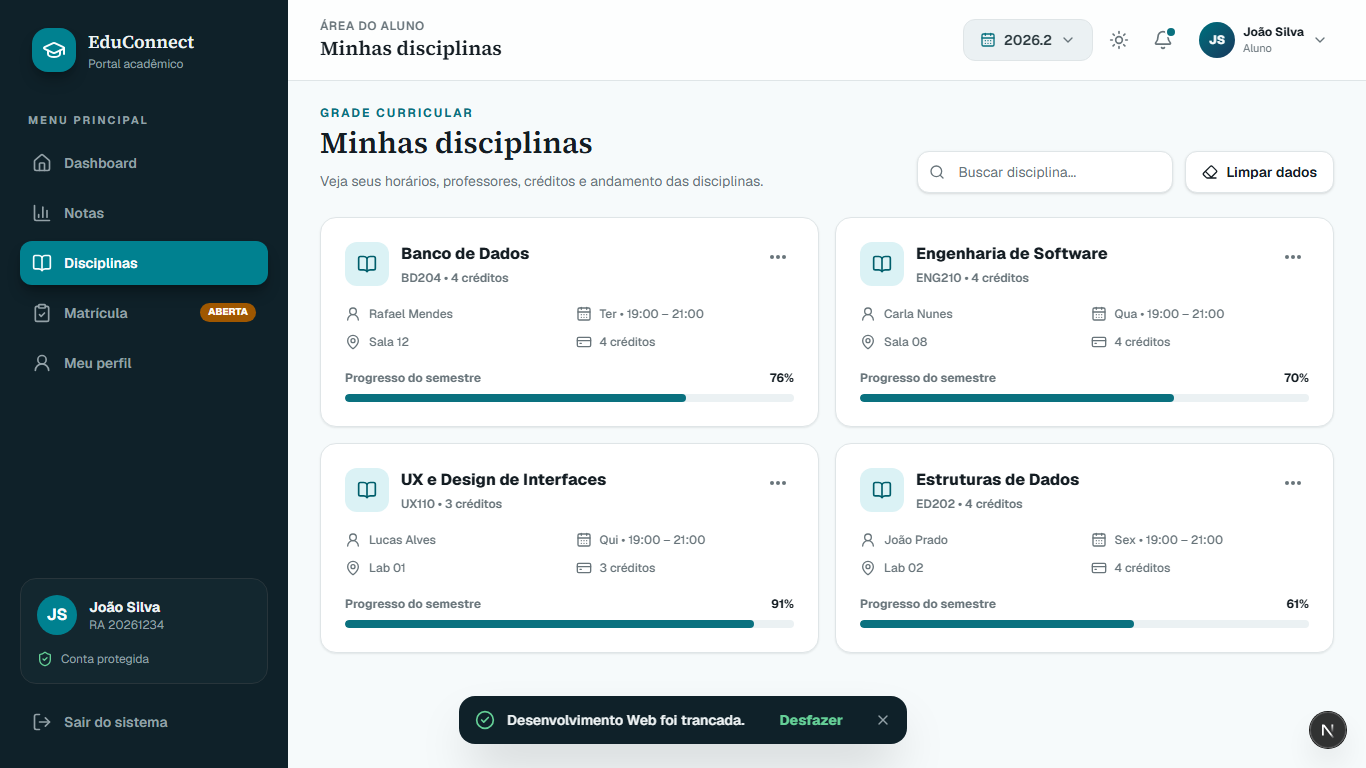 EduConnect
Portal acadêmico
MENU PRINCIPAL
Dashboard
Notas
Disciplinas
Matrícula
ABERTA
Meu perfil
JS
João Silva
RA 20261234
Conta protegida
Sair do sistema
ÁREA DO ALUNO
Minhas disciplinas
2026.2
JS
João Silva
Aluno
GRADE CURRICULAR
Minhas disciplinas
Veja seus horários, professores, créditos e andamento das disciplinas.
Buscar disciplina...
Limpar dados
Banco de Dados
BD204 • 4 créditos
Rafael Mendes
Ter • 19:00 – 21:00
Sala 12
4 créditos
Progresso do semestre
76%
Engenharia de Software
ENG210 • 4 créditos
Carla Nunes
Qua • 19:00 – 21:00
Sala 08
4 créditos
Progresso do semestre
70%
UX e Design de Interfaces
UX110 • 3 créditos
Lucas Alves
Qui • 19:00 – 21:00
Lab 01
3 créditos
Progresso do semestre
91%
Estruturas de Dados
ED202 • 4 créditos
João Prado
Sex • 19:00 – 21:00
Lab 02
4 créditos
Progresso do semestre
61%
Desenvolvimento Web foi trancada.
Desfazer
N